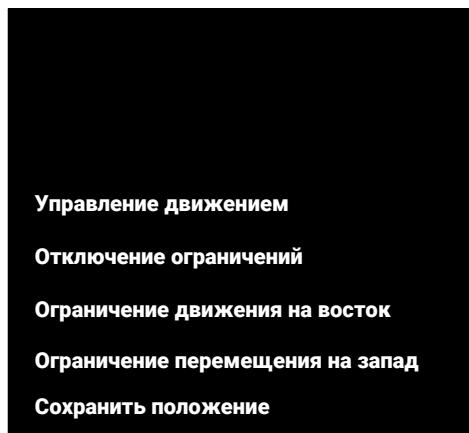 Управление движением
Отключение ограничений
Ограничение движения на восток
Ограничение перемещения на запад
Сохранить положение